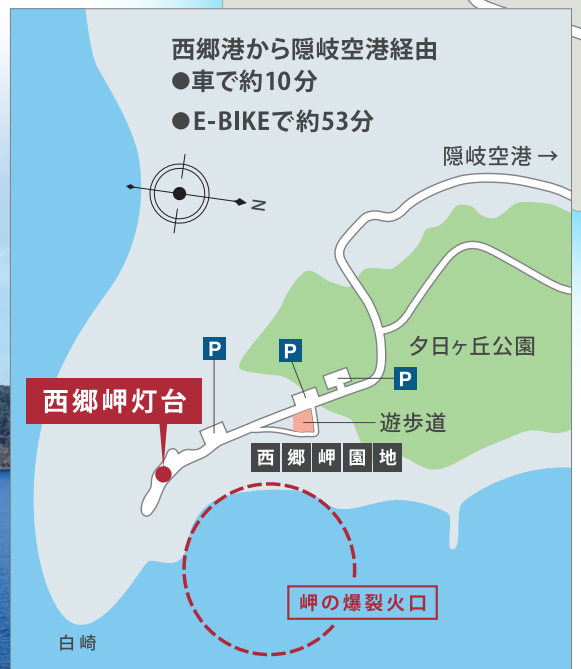 西郷港から隠岐空港経由
●車で約10分
●E-BIKEで約53分
隠岐空港→
N
夕日ヶ丘公園
P
P
P
西郷岬灯台
遊歩道
西郷岬園地
岬の爆裂火口
白崎